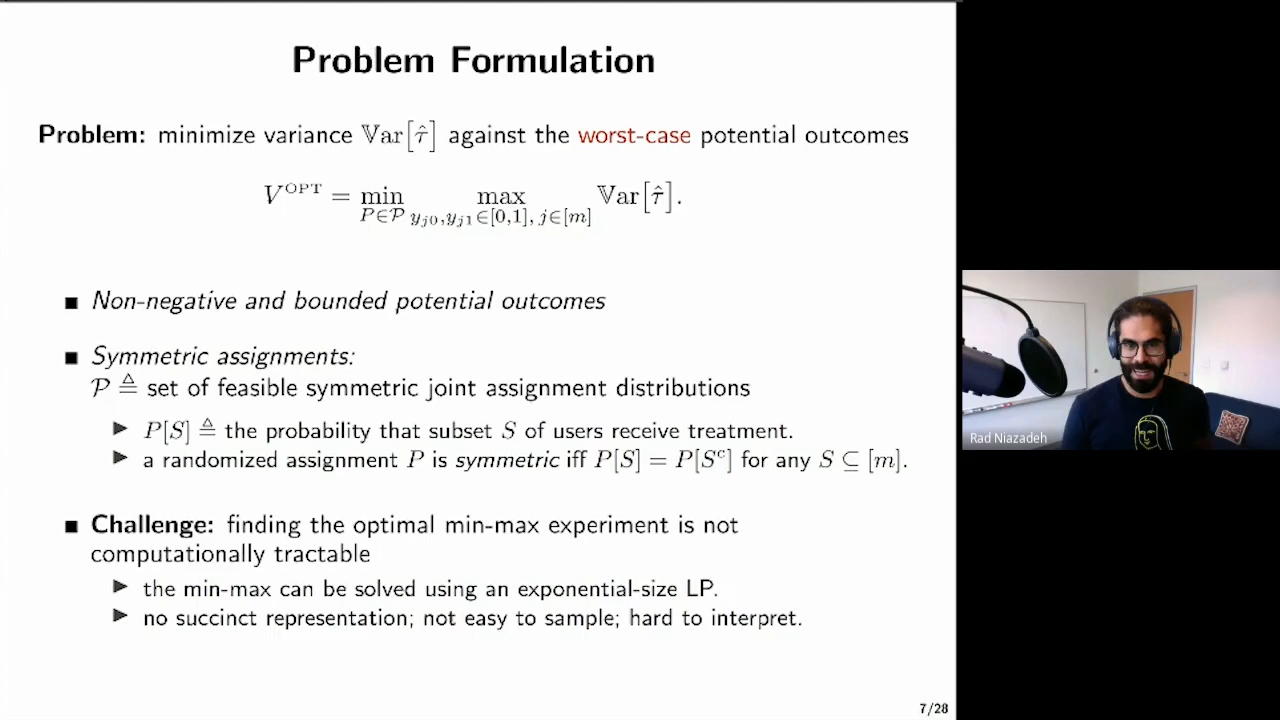 Problem Formulation
Problem: minimize variance 𝕍ar[τ̂] against the worst-case potential outcomes
V^OPT = min_{P∈𝒫} max_{y_{j0},y_{j1}∈[0,1], j∈[m]} 𝕍ar[τ̂].
■ Non-negative and bounded potential outcomes
■ Symmetric assignments:
𝒫 ≜ set of feasible symmetric joint assignment distributions
▶ P[S] ≜ the probability that subset S of users receive treatment.
▶ a randomized assignment P is symmetric iff P[S] = P[S^c] for any S ⊆ [m].
■ Challenge: finding the optimal min-max experiment is not
computationally tractable
▶ the min-max can be solved using an exponential-size LP.
▶ no succinct representation; not easy to sample; hard to interpret.
7/28
Rad Niazadeh